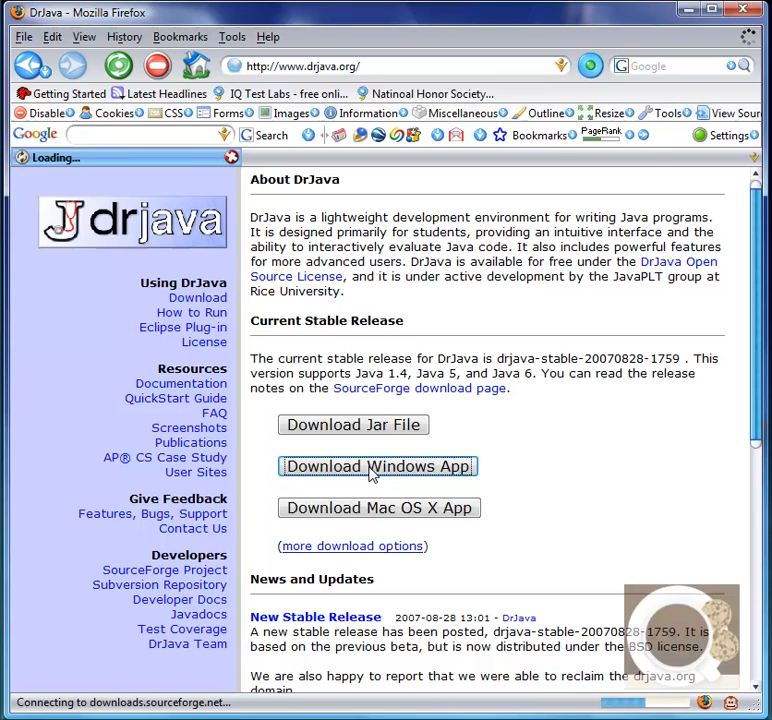 DrJava - Mozilla Firefox
File Edit View History Bookmarks Tools Help
http://www.drjava.org/ Google
Getting Started Latest Headlines IQ Test Labs - free onli... National Honor Society...
Disable Cookies CSS Forms Images Information Miscellaneous Outline Resize Tools View Sour
Google Search Bookmarks PageRank Settings
Loading...
drjava
Using DrJava
Download
How to Run
Eclipse Plug-in
License
Resources
Documentation
QuickStart Guide
FAQ
Screenshots
Publications
AP® CS Case Study
User Sites
Give Feedback
Features, Bugs, Support
Contact Us
Developers
SourceForge Project
Subversion Repository
Developer Docs
Javadocs
Test Coverage
DrJava Team
About DrJava
DrJava is a lightweight development environment for writing Java programs.
It is designed primarily for students, providing an intuitive interface and the
ability to interactively evaluate Java code. It also includes powerful features
for more advanced users. DrJava is available for free under the DrJava Open
Source License, and it is under active development by the JavaPLT group at
Rice University.
Current Stable Release
The current stable release for DrJava is drjava-stable-20070828-1759 . This
version supports Java 1.4, Java 5, and Java 6. You can read the release
notes on the SourceForge download page.
Download Jar File
Download Windows App
Download Mac OS X App
(more download options)
News and Updates
New Stable Release 2007-08-28 13:01 - DrJava
A new stable release has been posted, drjava-stable-20070828-1759. It is
based on the previous beta, but is now distributed under the BSD license.
We are also happy to report that we were able to reclaim the drjava.org
domain.
Connecting to downloads.sourceforge.net...